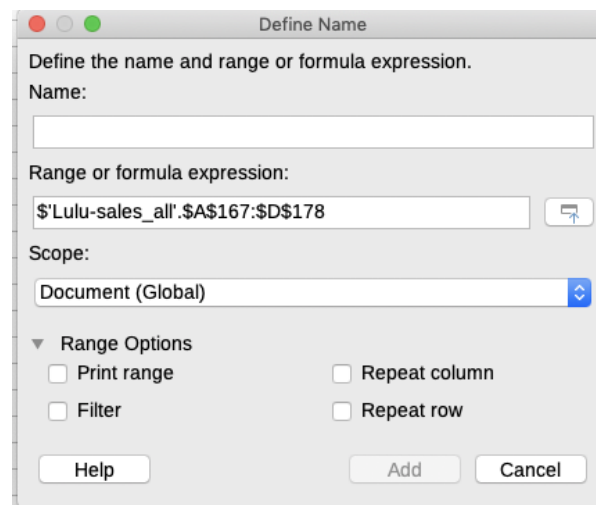 Define Name
Define the name and range or formula expression.
Name:
Range or formula expression:
$'Lulu-sales_all'.$A$167:$D$178
Scope:
Document (Global)
Range Options
Print range
Repeat column
Filter
Repeat row
Help
Add
Cancel